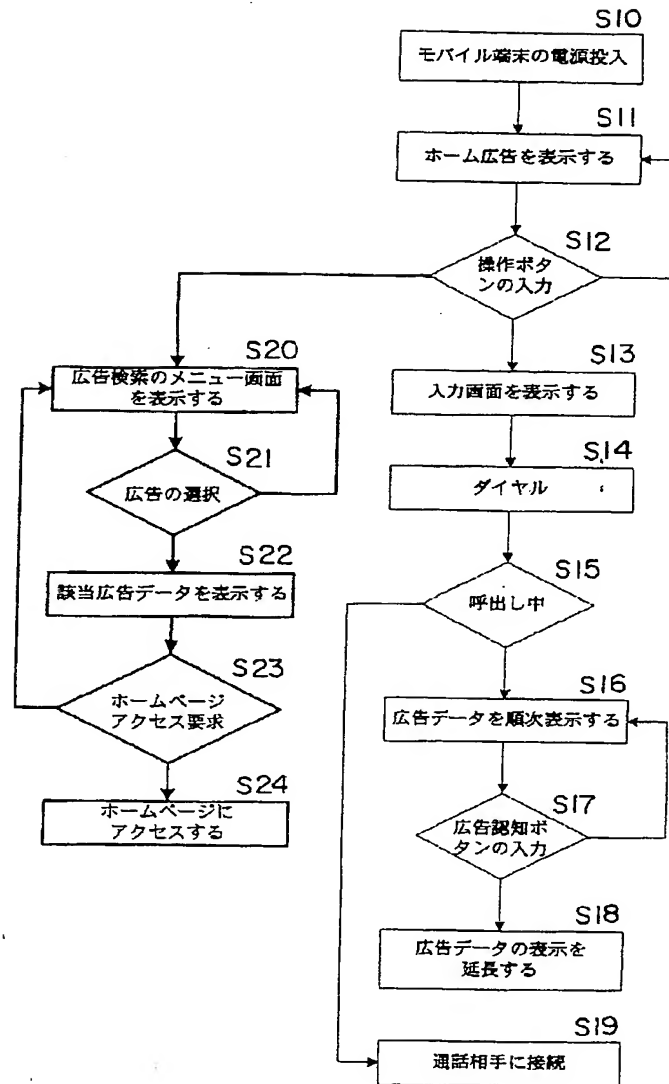 S10
モバイル端末の電源投入
S11
ホーム広告を表示する
S12
操作ボタ
ンの入力
S20
広告検索のメニュー画面
を表示する
S13
入力画面を表示する
S21
広告の選択
S14
ダイヤル
S22
該当広告データを表示する
S15
呼出し中
S23
ホームページ
アクセス要求
S16
広告データを順次表示する
S24
ホームページに
アクセスする
S17
広告認知ボ
タンの入力
S18
広告データの表示を
延長する
S19
通話相手に接続